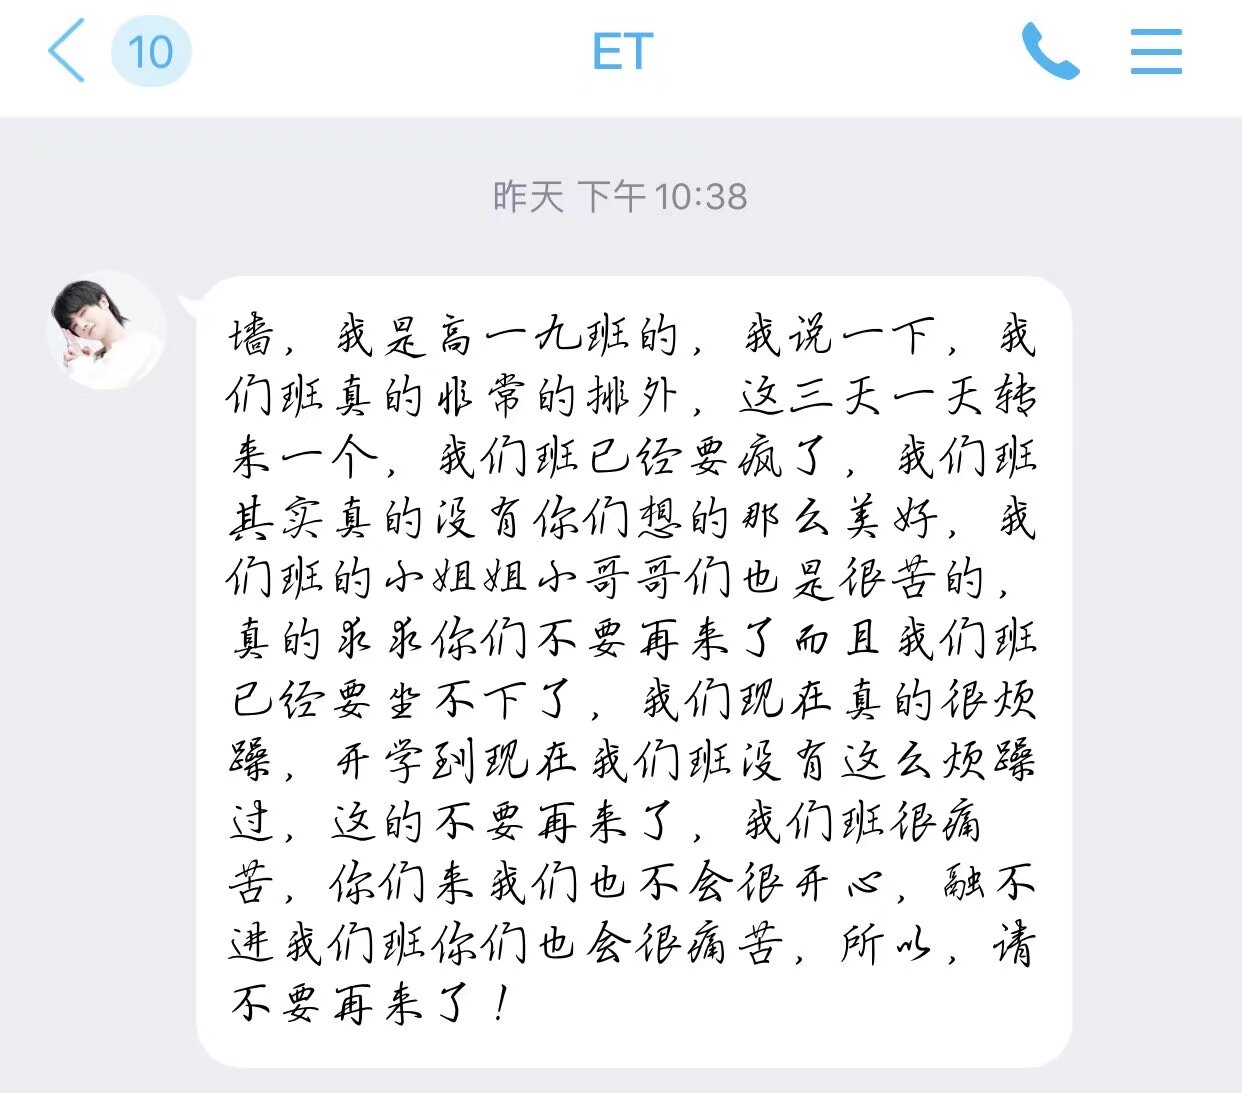 10
ET
昨天 下午10:38
墙，我是高一九班的，我说一下，我
们班真的非常的排外，这三天一天转
来一个，我们班已经要疯了，我们班
其实真的没有你们想的那么美好，我
们班的小姐姐小哥哥们也是很苦的，
真的求求你们不要再来了而且我们班
已经要坐不下了，我们现在真的很烦
躁，开学到现在我们班没有这么烦躁
过，这的不要再来了，我们班很痛
苦，你们来我们也不会很开心，融不
进我们班你们也会很痛苦，所以，请
不要再来了！